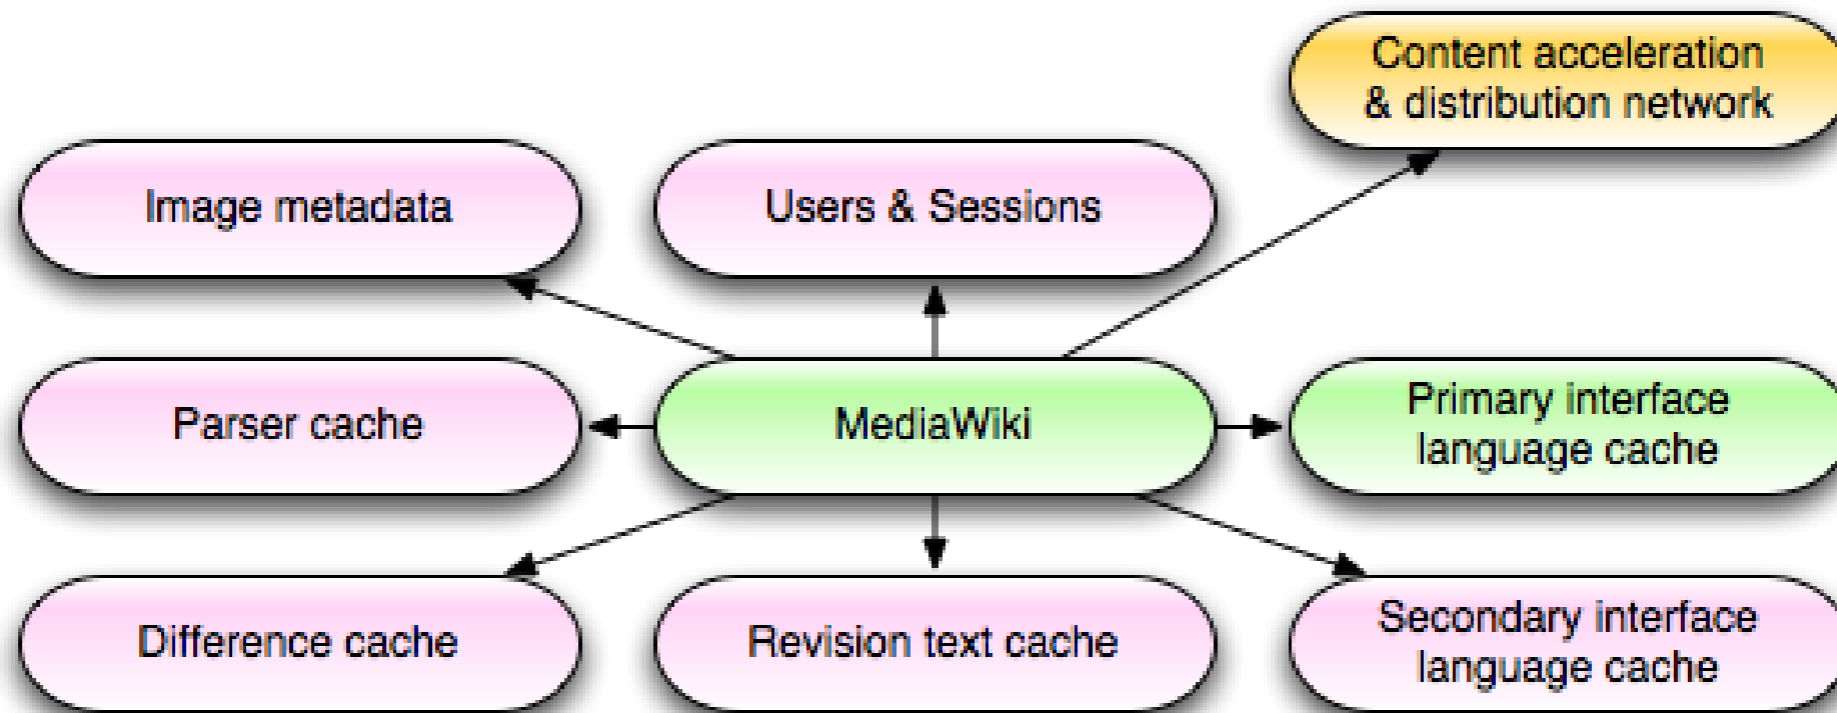 Content acceleration
& distribution network
Image metadata
Users & Sessions
Parser cache
MediaWiki
Primary interface
language cache
Difference cache
Revision text cache
Secondary interface
language cache